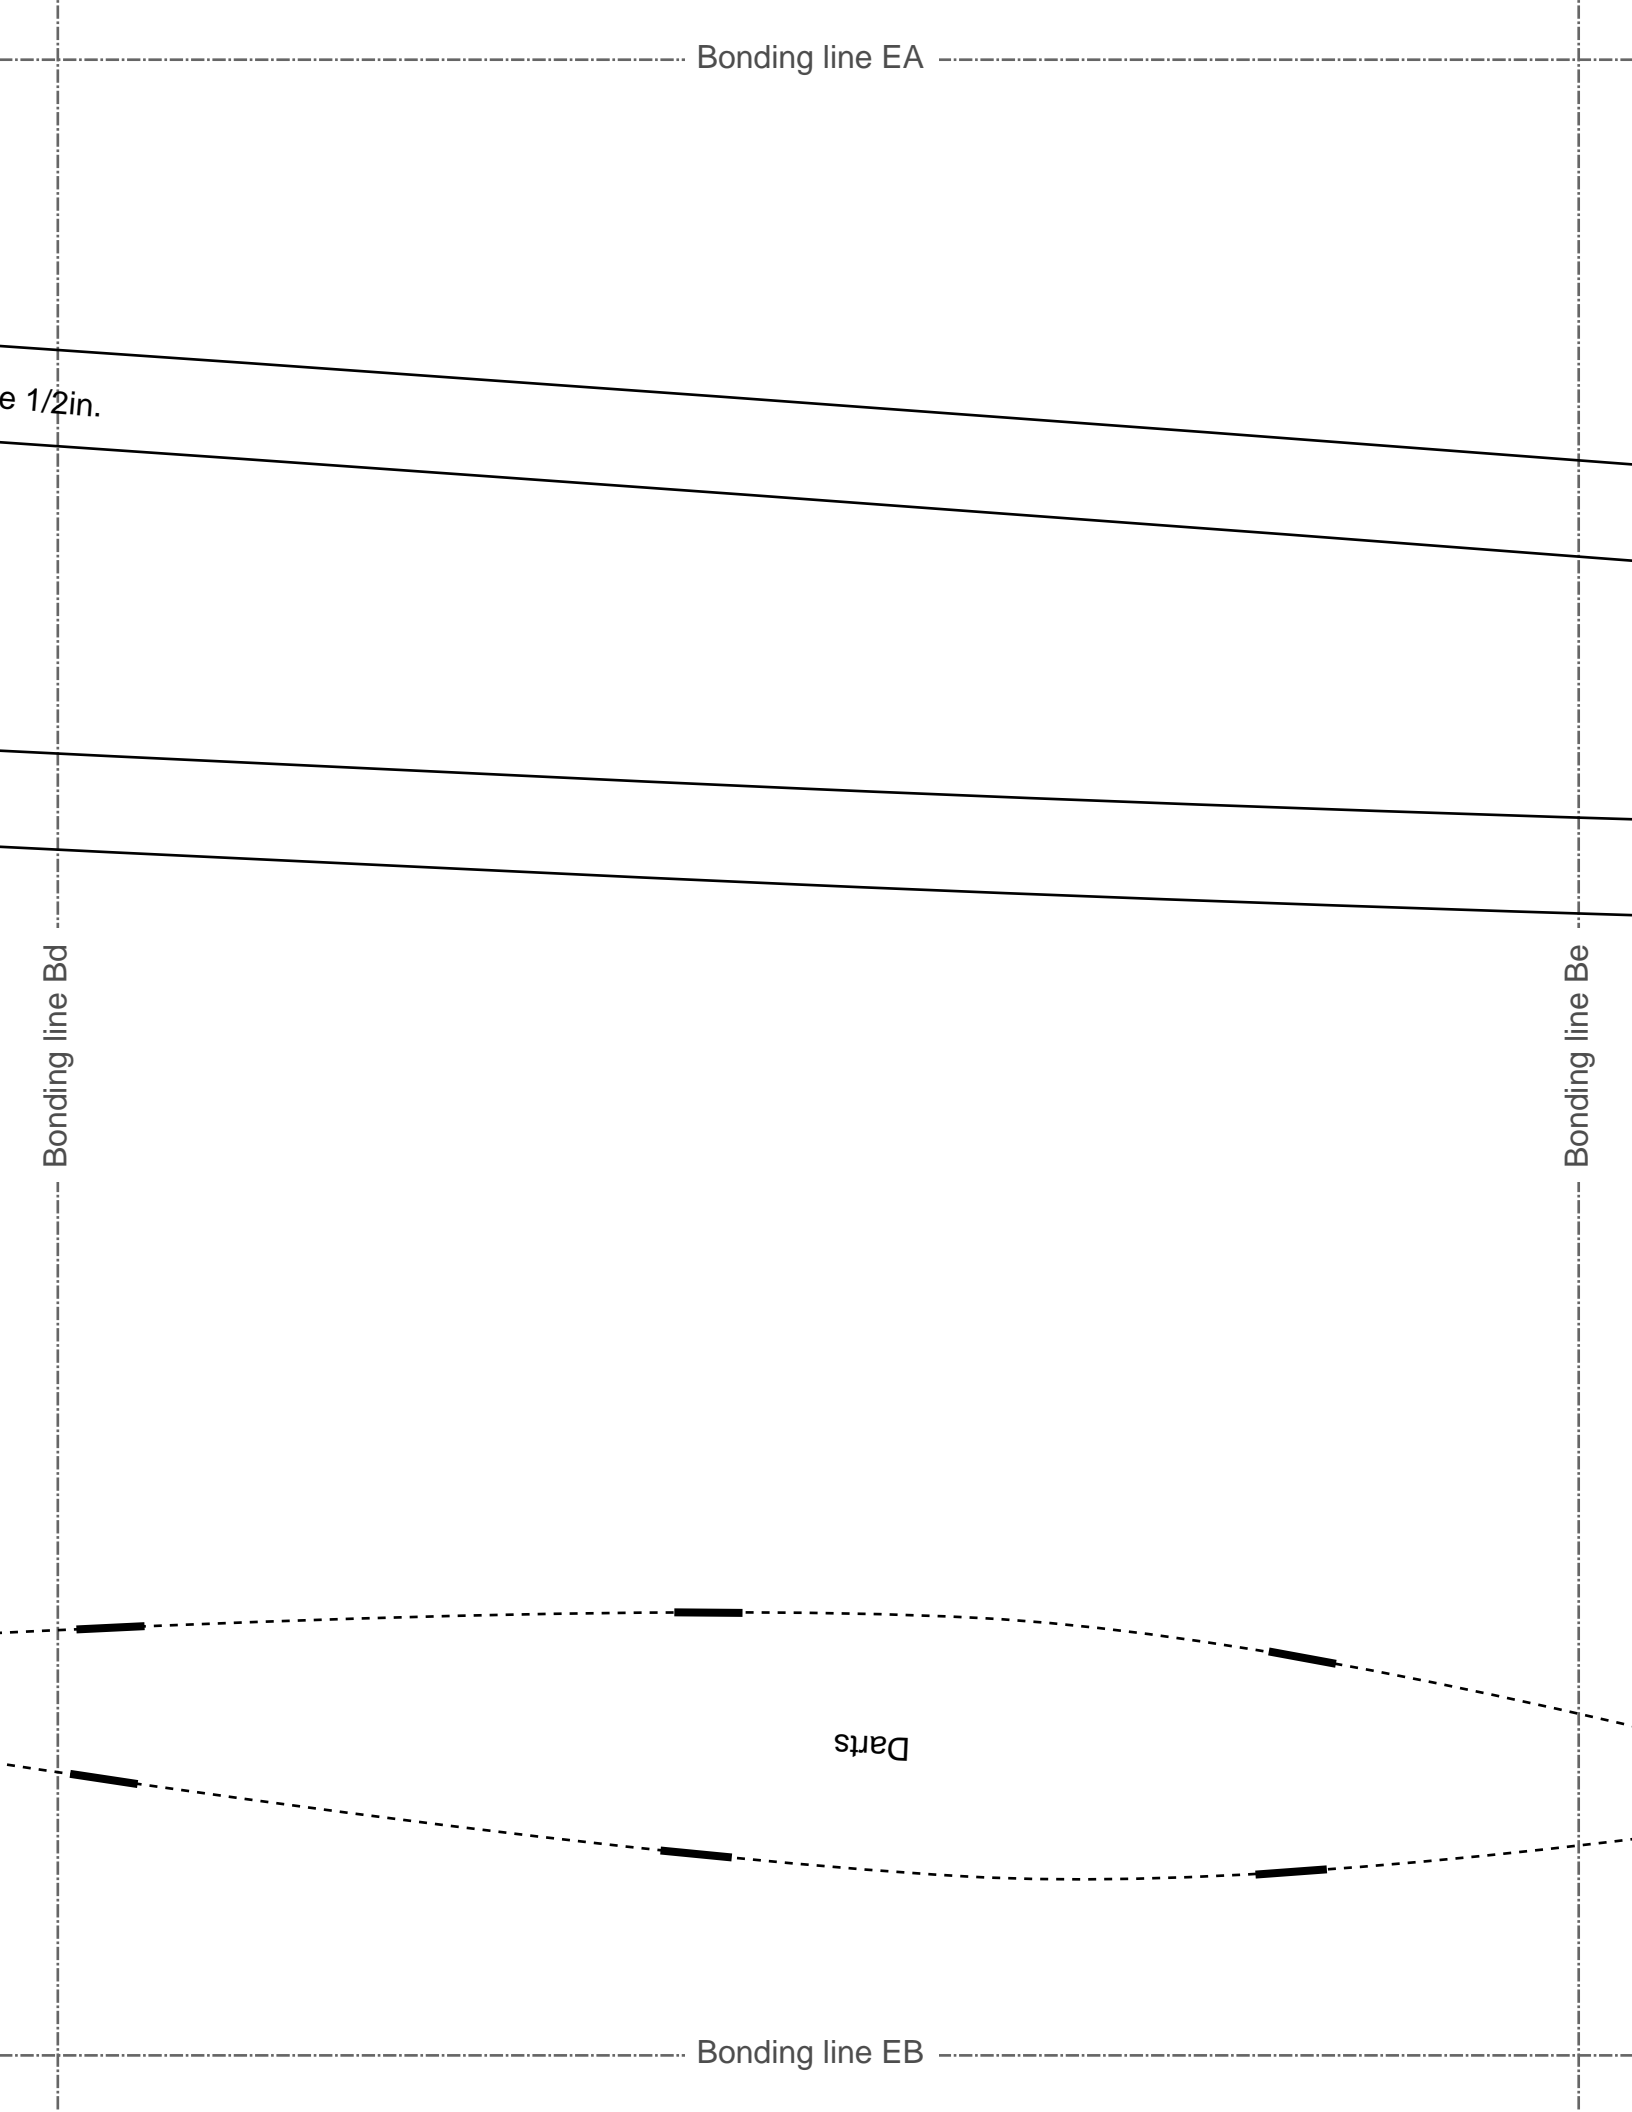 Bonding line EA
e 1/2in.
Bonding line Bd
Bonding line Be
Darts
Bonding line EB